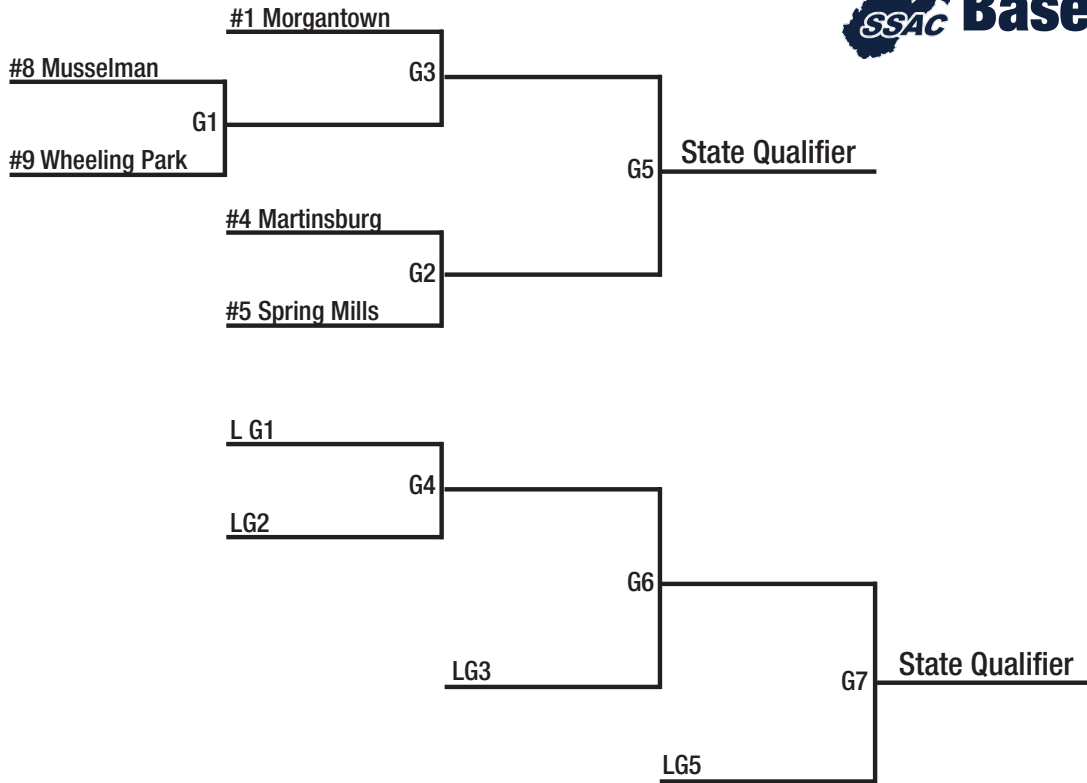 #1 Morgantown
SSAC Base
#8 Musselman
G3
G1
#9 Wheeling Park
State Qualifier
G5
#4 Martinsburg
G2
#5 Spring Mills
L G1
G4
LG2
G6
LG3
State Qualifier
G7
LG5